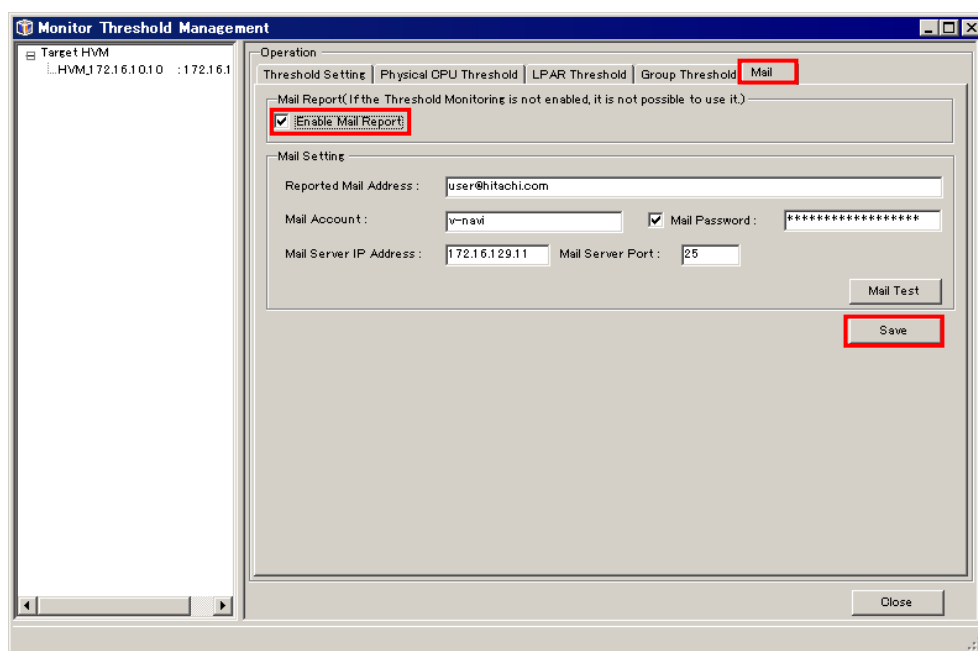 Monitor Threshold Management
Target HVM
HVM_172.16.10.10 :172.16.1
Operation
Threshold Setting Physical CPU Threshold LPAR Threshold Group Threshold Mail
Mail Report(If the Threshold Monitoring is not enabled, it is not possible to use it.)
Enable Mail Report
Mail Setting
Reported Mail Address : user@hitachi.com
Mail Account : v-navi Mail Password : ******************
Mail Server IP Address : 172.16.129.11 Mail Server Port : 25
Mail Test
Save
Close